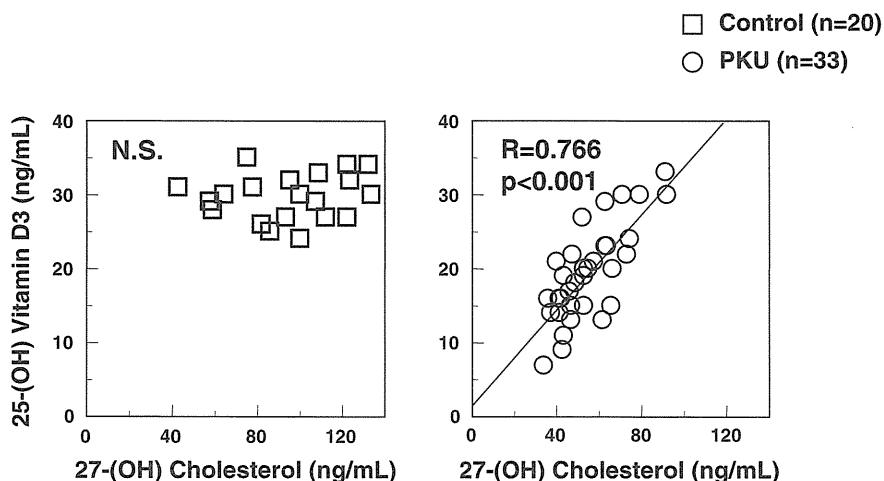 Control (n=20)
PKU (n=33)
25-(OH) Vitamin D3 (ng/mL)
40
30
20
10
0
N.S.
0
40
80
120
27-(OH) Cholesterol (ng/mL)
40
30
20
10
0
R=0.766
p<0.001
0
40
80
120
27-(OH) Cholesterol (ng/mL)